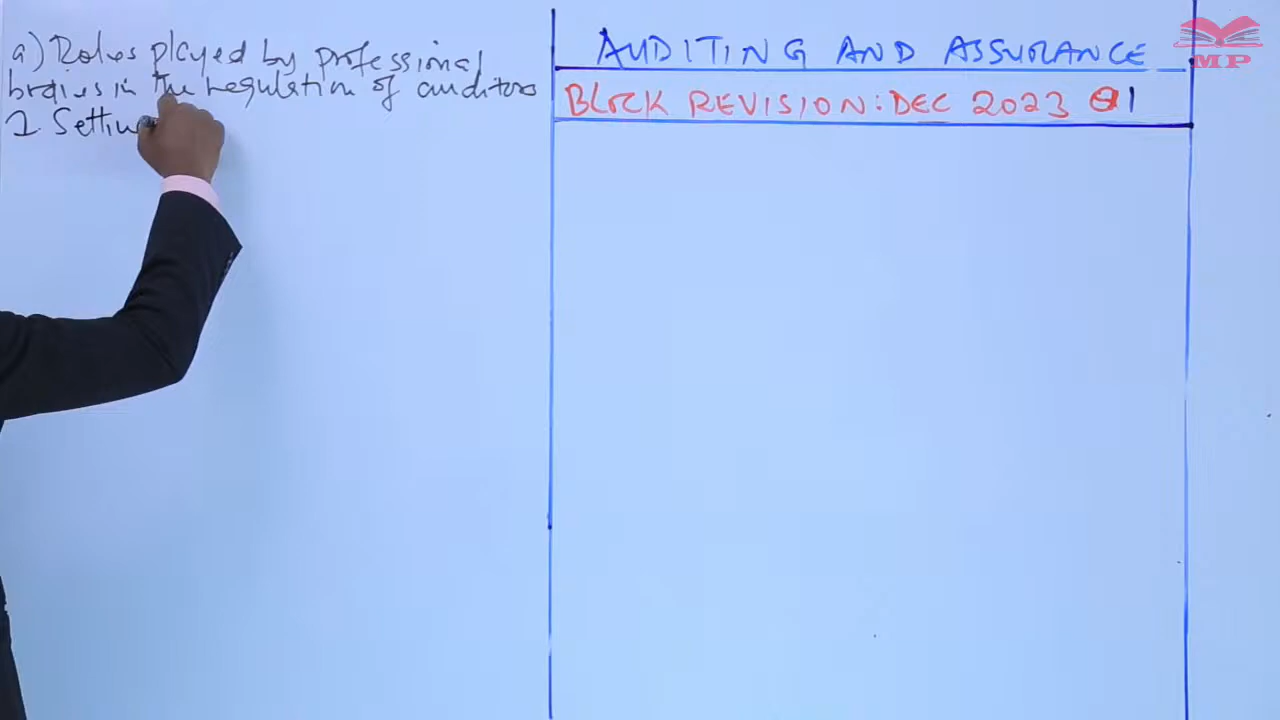 a) Roles played by professional
bodies in the regulation of auditors
1. Settin
AUDITING AND ASSURANCE
BLOCK REVISION: DEC 2023 Q1
MP